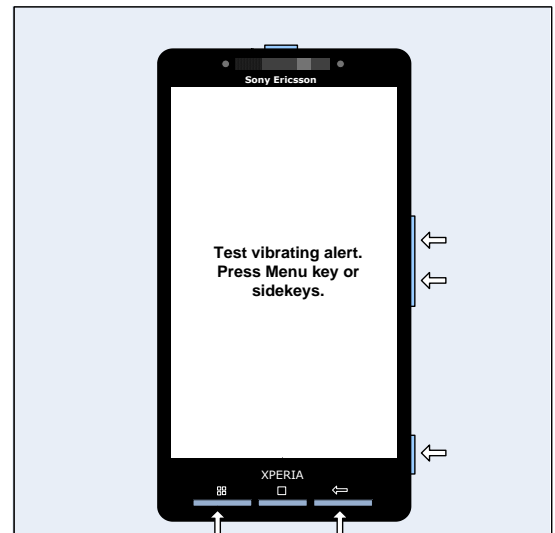 Sony Ericsson
Test vibrating alert.
Press Menu key or
sidekeys.
XPERIA